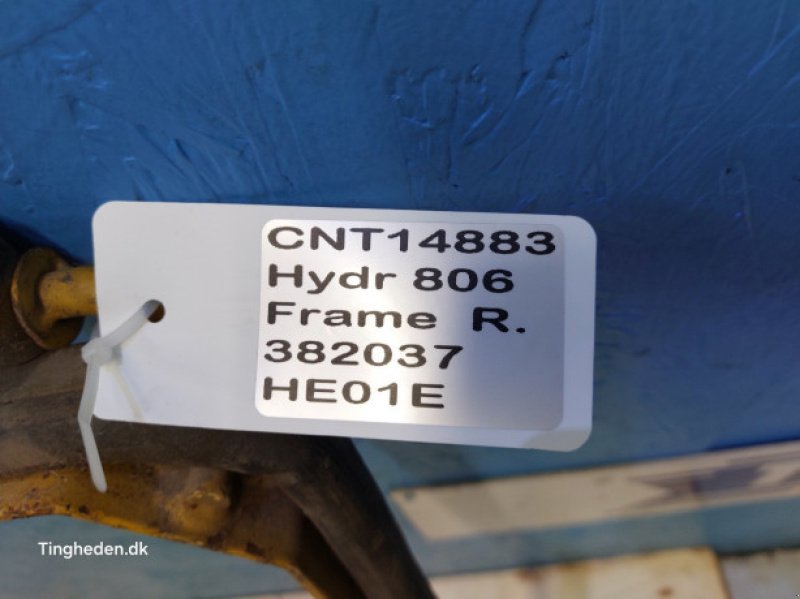 CNT14883
Hydr 806
Frame R.
382037
HE01E
Tingheden.dk